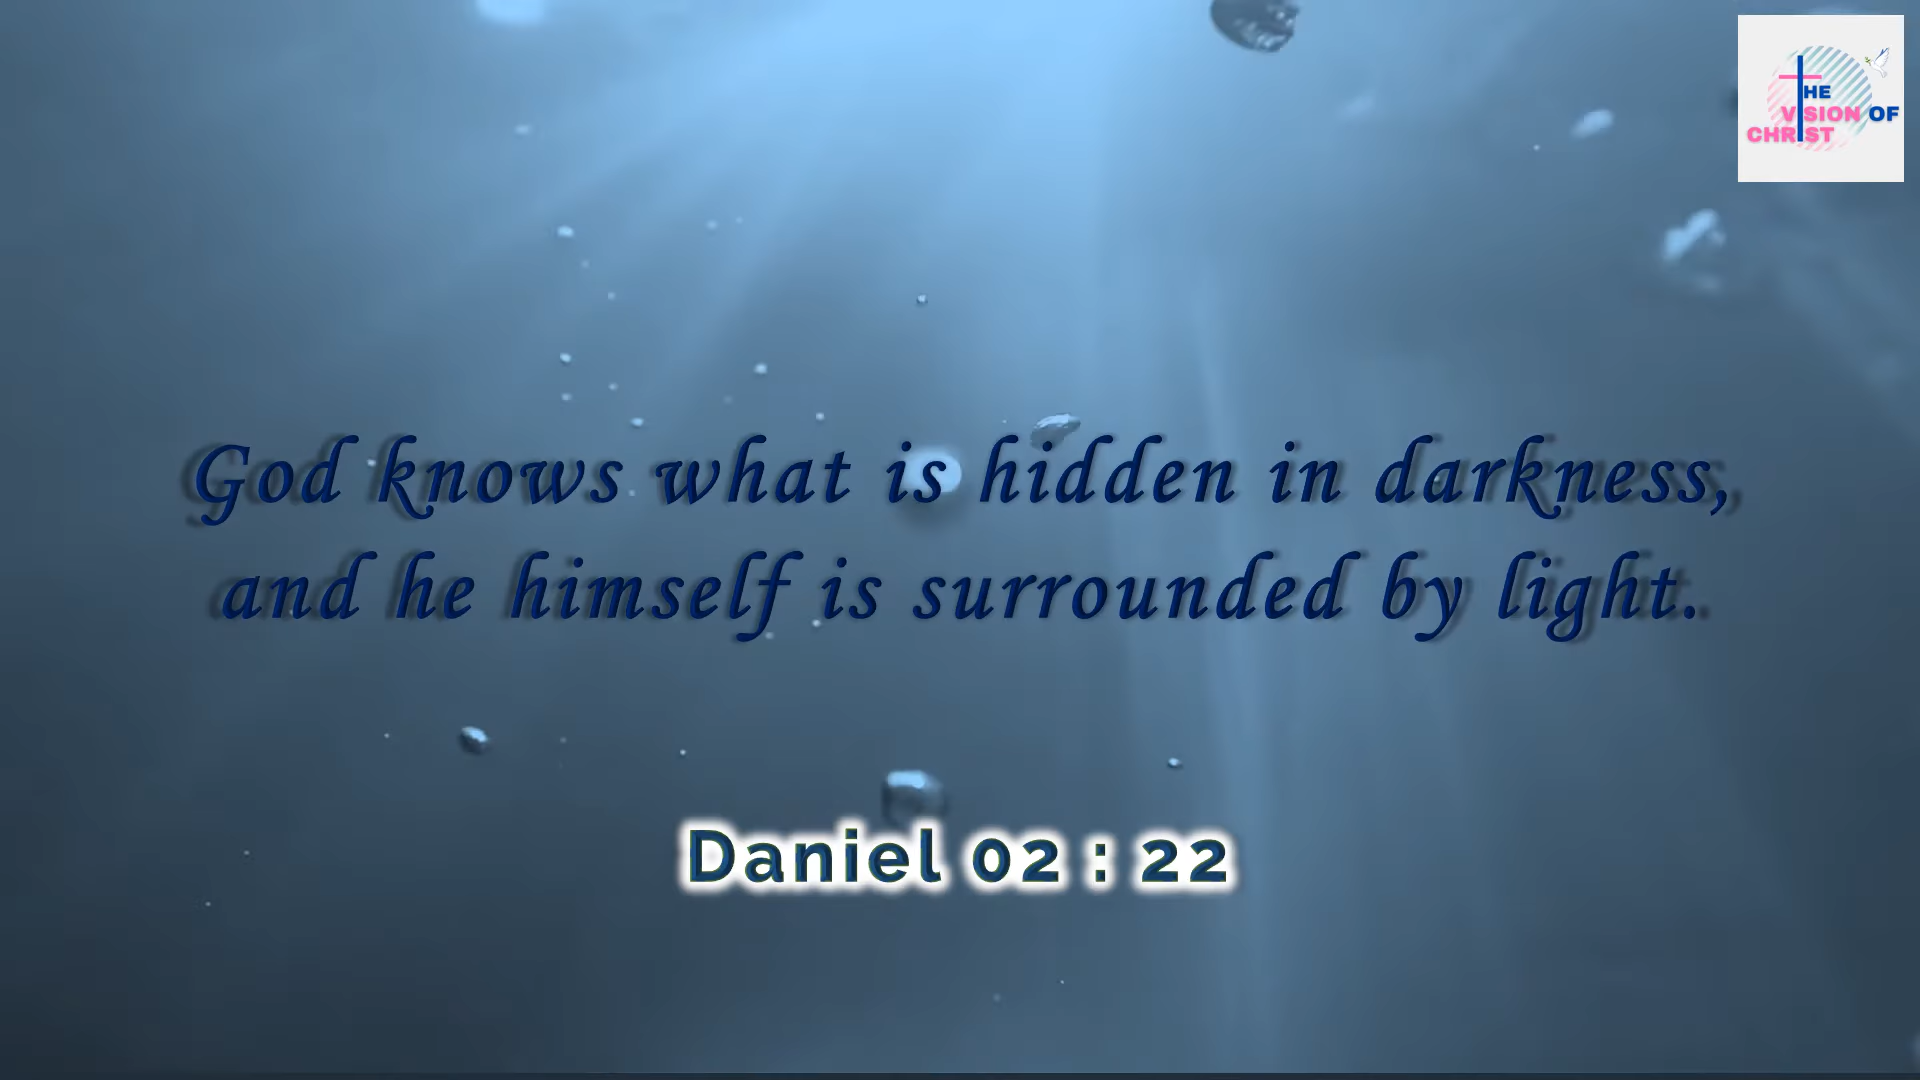 THE
VISION OF
CHRIST
God knows what is hidden in darkness,
and he himself is surrounded by light.
Daniel 02 : 22